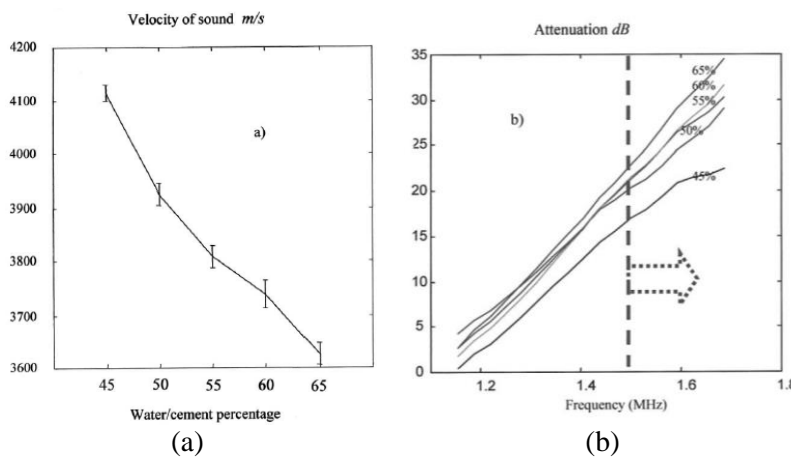 Velocity of sound m/s
4200
4100
4000
3900
3800
3700
3600
a)
45 50 55 60 65
Water/cement percentage
(a)
Attenuation dB
35
30
25
20
15
10
5
0
b)
65%
60%
55%
50%
45%
1.2 1.4 1.6 1.8
Frequency (MHz)
(b)